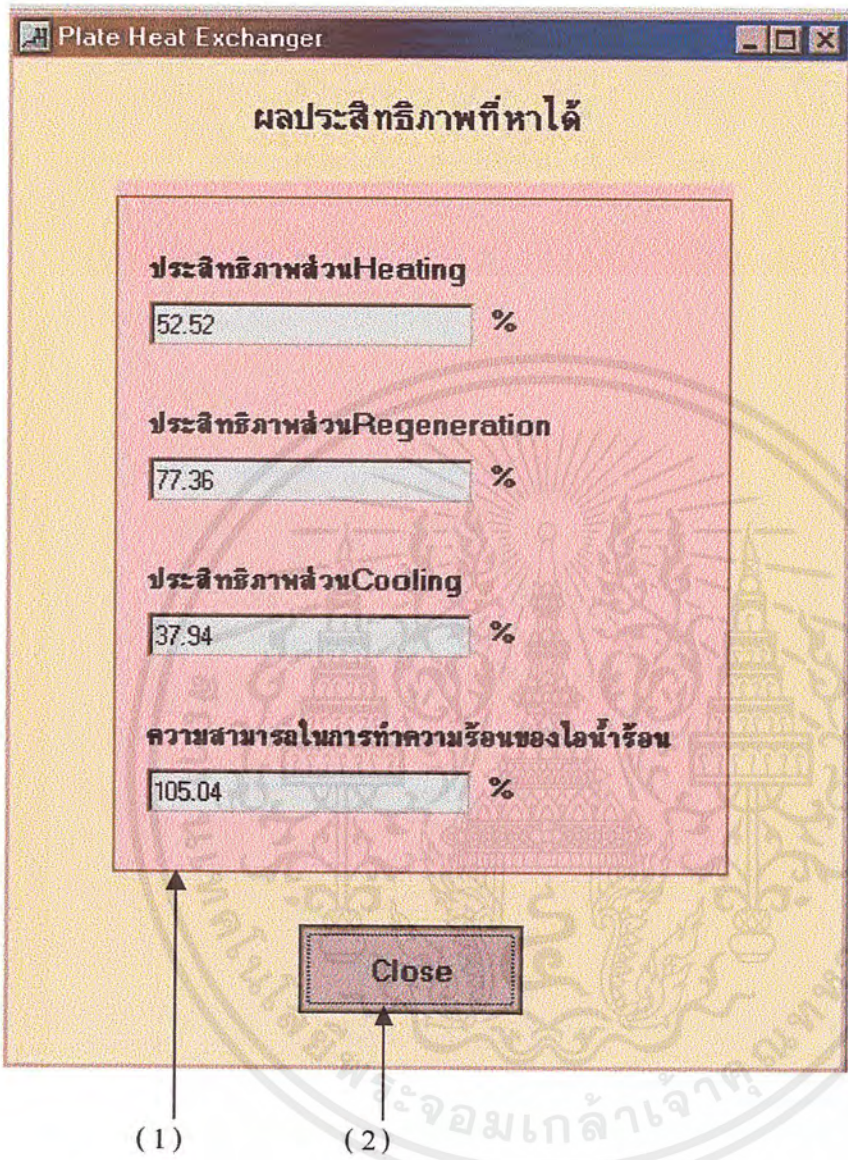 Plate Heat Exchanger
ผลประสิทธิภาพที่หาได้
ประสิทธิภาพส่วนHeating
52.52 %
ประสิทธิภาพส่วนRegeneration
77.36 %
ประสิทธิภาพส่วนCooling
37.94 %
ความสามารถในการทำความร้อนของไอน้ำร้อน
105.04 %
Close
(1) (2)